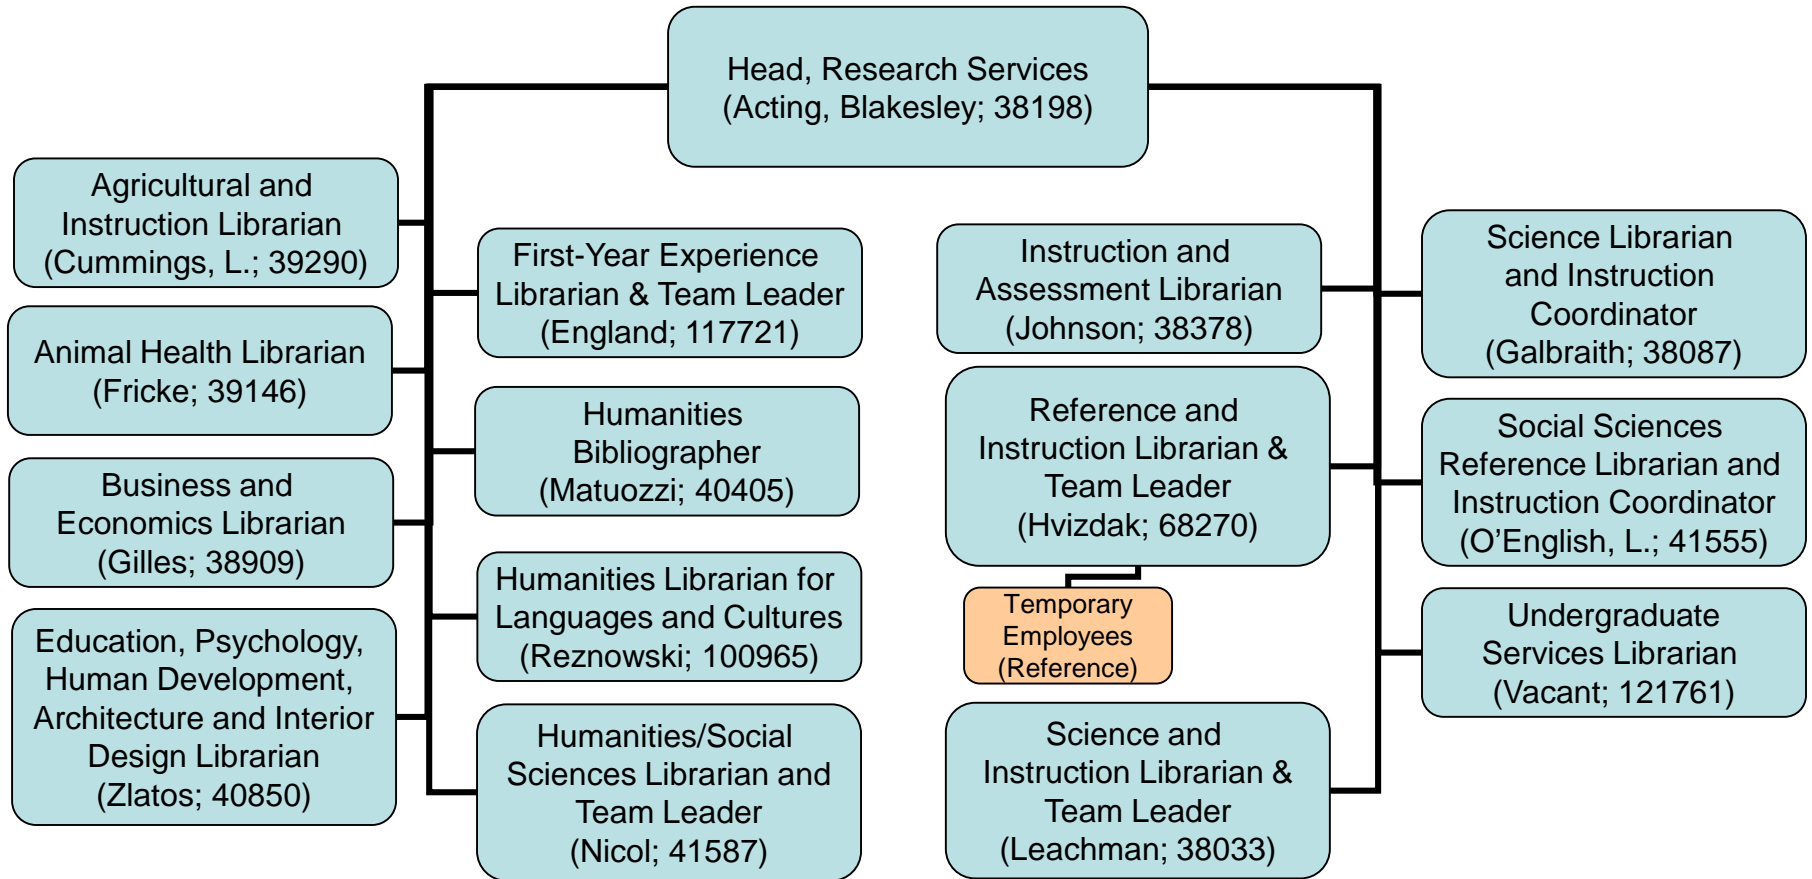 Head, Research Services
(Acting, Blakesley; 38198)
Agricultural and
Instruction Librarian
(Cummings, L.; 39290)
Animal Health Librarian
(Fricke; 39146)
Business and
Economics Librarian
(Gilles; 38909)
Education, Psychology,
Human Development,
Architecture and Interior
Design Librarian
(Zlatos; 40850)
First-Year Experience
Librarian & Team Leader
(England; 117721)
Humanities
Bibliographer
(Matuozzi; 40405)
Humanities Librarian for
Languages and Cultures
(Reznowski; 100965)
Humanities/Social
Sciences Librarian and
Team Leader
(Nicol; 41587)
Instruction and
Assessment Librarian
(Johnson; 38378)
Reference and
Instruction Librarian &
Team Leader
(Hvizdak; 68270)
Temporary
Employees
(Reference)
Science and
Instruction Librarian &
Team Leader
(Leachman; 38033)
Science Librarian
and Instruction
Coordinator
(Galbraith; 38087)
Social Sciences
Reference Librarian and
Instruction Coordinator
(O’English, L.; 41555)
Undergraduate
Services Librarian
(Vacant; 121761)